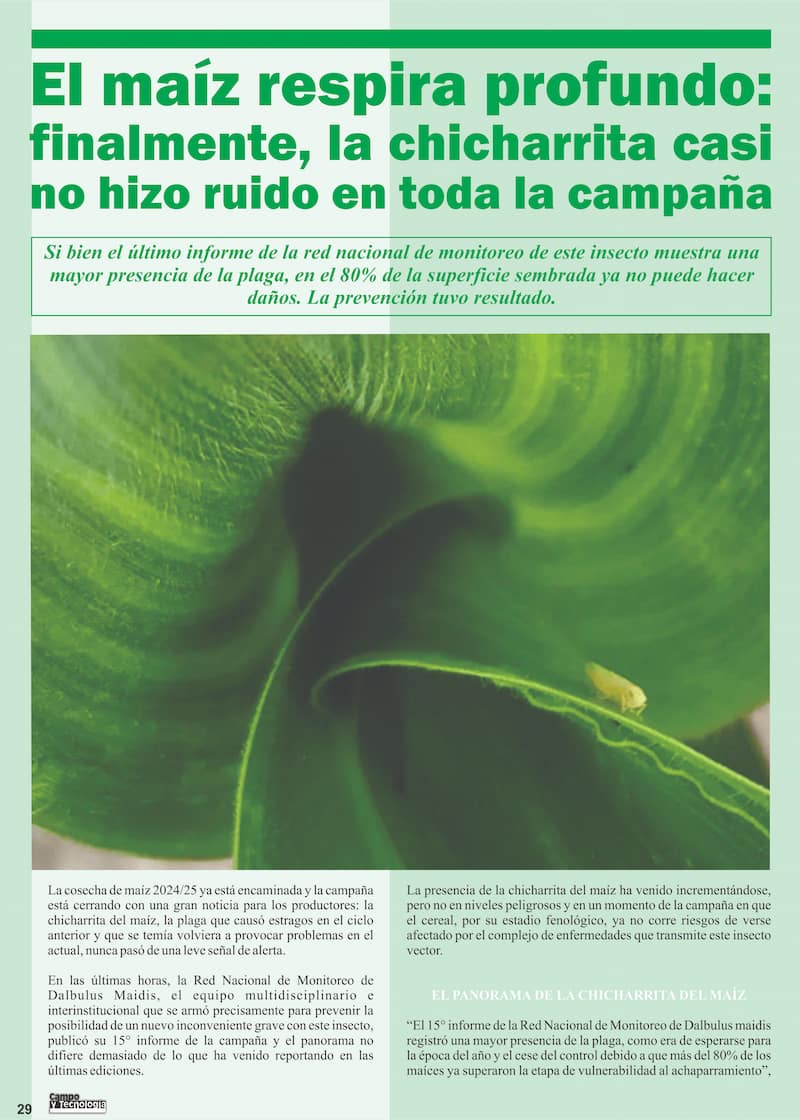 El maíz respira profundo:
finalmente, la chicharrita casi
no hizo ruido en toda la campaña
Si bien el último informe de la red nacional de monitoreo de este insecto muestra una
mayor presencia de la plaga, en el 80% de la superficie sembrada ya no puede hacer
daños. La prevención tuvo resultado.
La cosecha de maíz 2024/25 ya está encaminada y la campaña
está cerrando con una gran noticia para los productores: la
chicharrita del maíz, la plaga que causó estragos en el ciclo
anterior y que se temía volviera a provocar problemas en el
actual, nunca pasó de una leve señal de alerta.
En las últimas horas, la Red Nacional de Monitoreo de
Dalbulus Maidis, el equipo multidisciplinario e
interinstitucional que se armó precisamente para prevenir la
posibilidad de un nuevo inconveniente grave con este insecto,
publicó su 15° informe de la campaña y el panorama no
difiere demasiado de lo que ha venido reportando en las
últimas ediciones.
La presencia de la chicharrita del maíz ha venido incrementándose,
pero no en niveles peligrosos y en un momento de la campaña en que
el cereal, por su estadio fenológico, ya no corre riesgos de verse
afectado por el complejo de enfermedades que transmite este insecto
vector.
EL PANORAMA DE LA CHICHARRITA DEL MAÍZ
“El 15° informe de la Red Nacional de Monitoreo de Dalbulus maidis
registró una mayor presencia de la plaga, como era de esperarse para
la época del año y el cese del control debido a que más del 80% de los
maíces ya superaron la etapa de vulnerabilidad al achaparramiento”,
29
Campo
y Tecnología